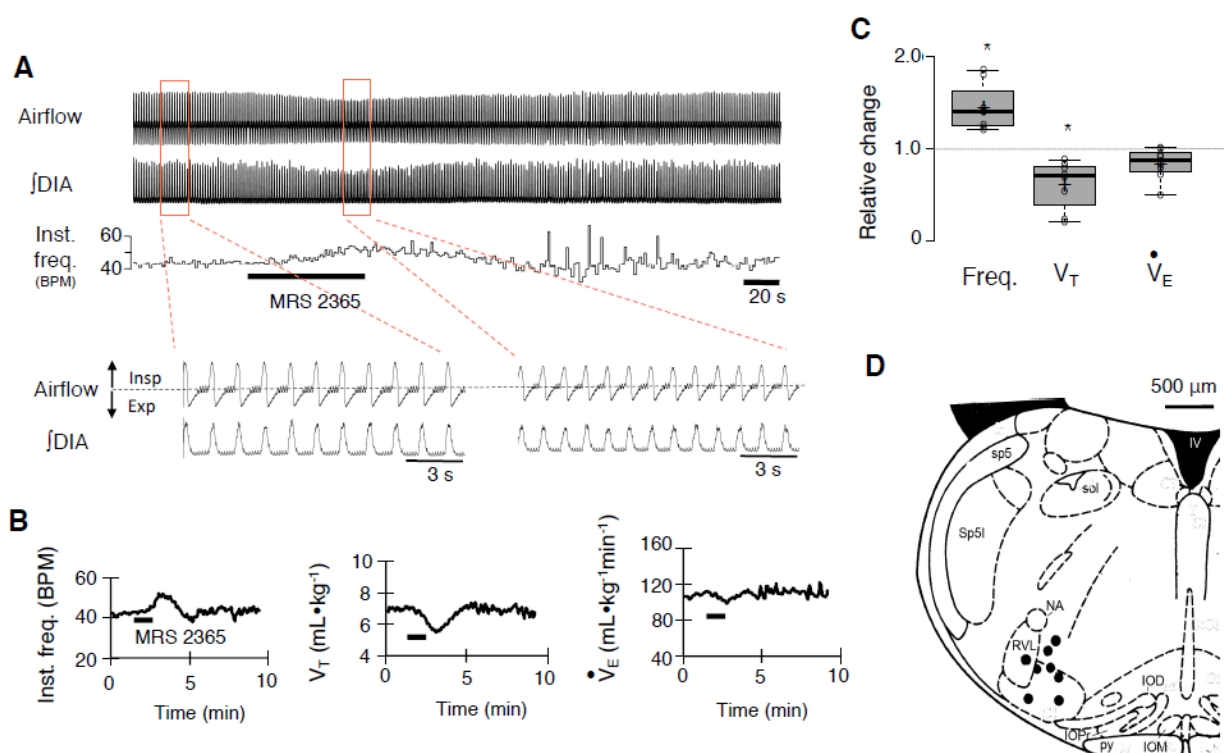 A
Airflow
∫DIA
Inst.
freq.
(BPM)
60
40
MRS 2365
20 s
Airflow
Insp
Exp
∫DIA
3 s
3 s
B
Inst. freq. (BPM)
60
40
20
MRS 2365
0
5
10
Time (min)
V_T (mL•kg⁻¹)
10
8
6
4
0
5
10
Time (min)
V̇_E (mL•kg⁻¹min⁻¹)
160
120
80
40
0
5
10
Time (min)
C
Relative change
2.0
1.0
0
*
*
Freq.
V_T
V̇_E
D
500 µm
IV
sp5
sol
Sp5I
NA
RVL
IOD
IOPr
py
IOM